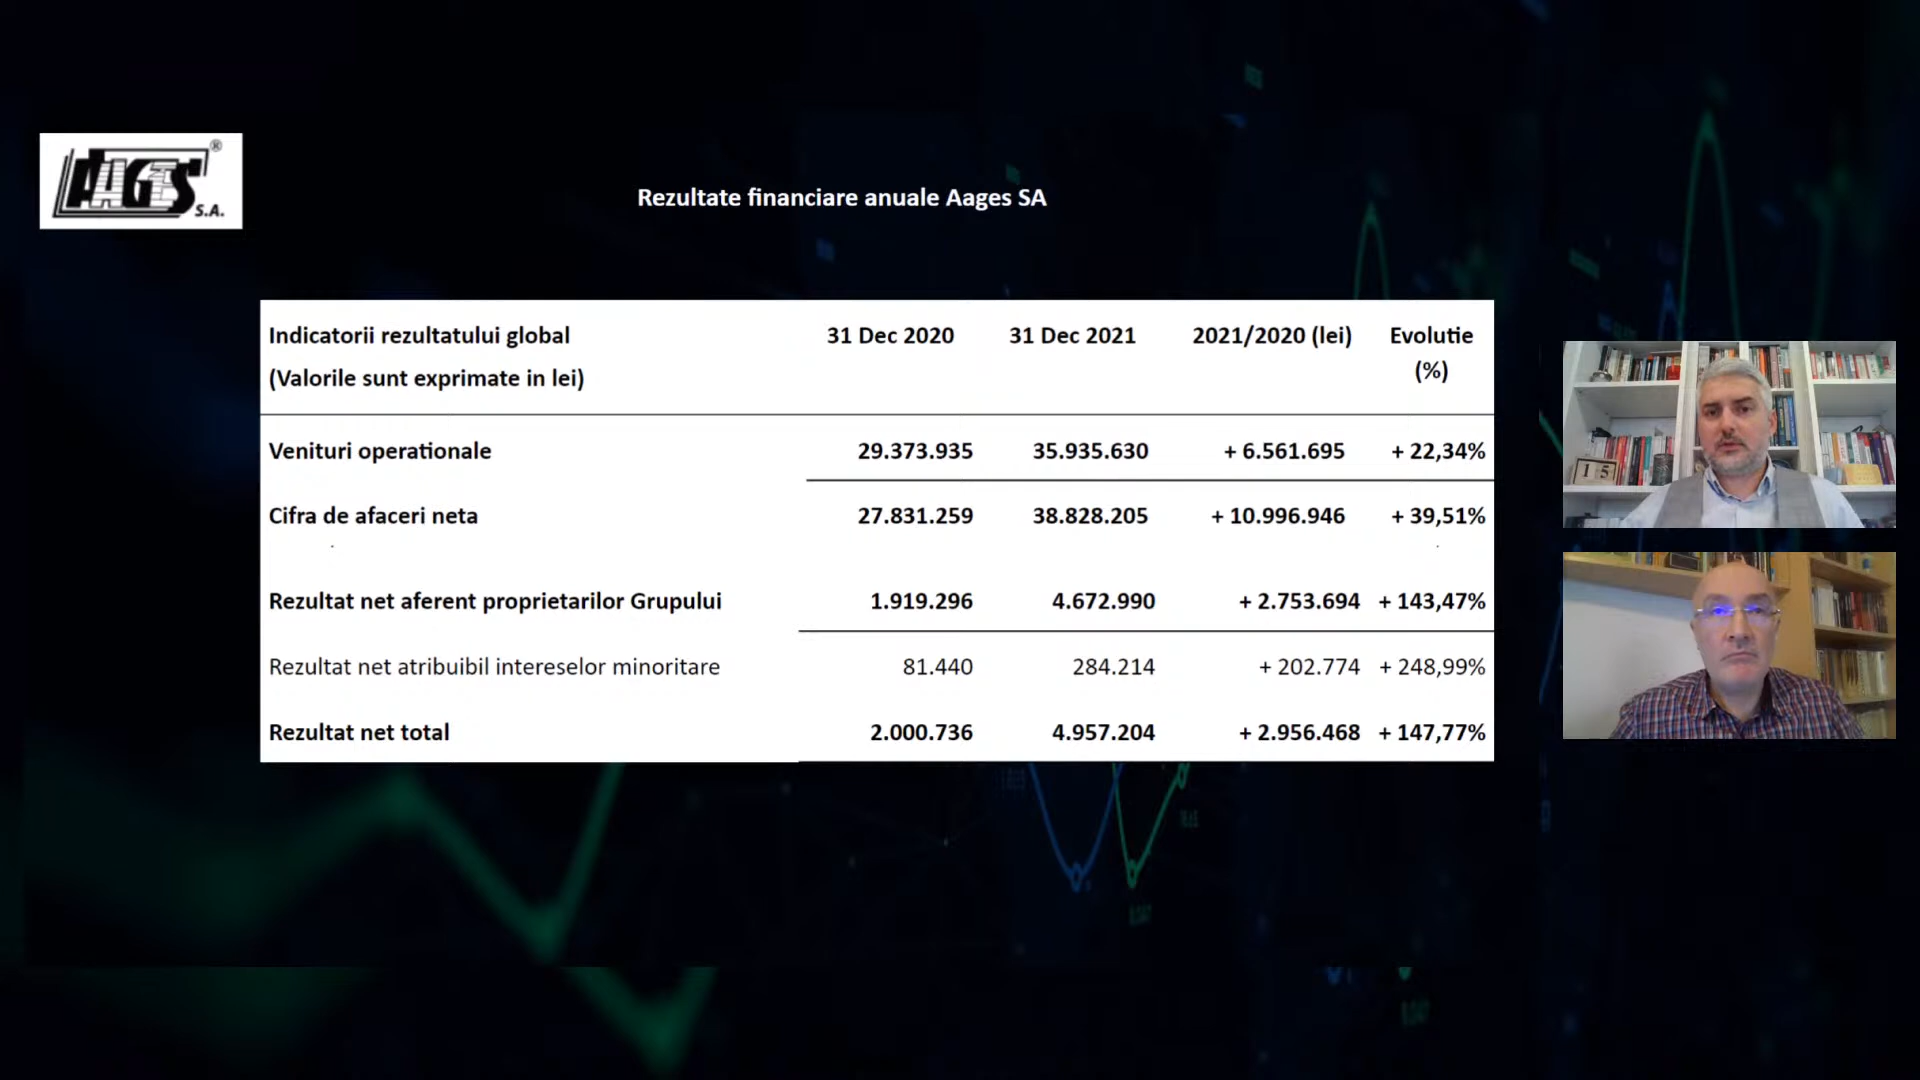 AAGES ®
S.A.
Rezultate financiare anuale Aages SA
Indicatorii rezultatului global 31 Dec 2020 31 Dec 2021 2021/2020 (lei) Evolutie
(Valorile sunt exprimate in lei) (%)
Venituri operationale 29.373.935 35.935.630 + 6.561.695 + 22,34%
Cifra de afaceri neta 27.831.259 38.828.205 + 10.996.946 + 39,51%
Rezultat net aferent proprietarilor Grupului 1.919.296 4.672.990 + 2.753.694 + 143,47%
Rezultat net atribuibil intereselor minoritare 81.440 284.214 + 202.774 + 248,99%
Rezultat net total 2.000.736 4.957.204 + 2.956.468 + 147,77%
15